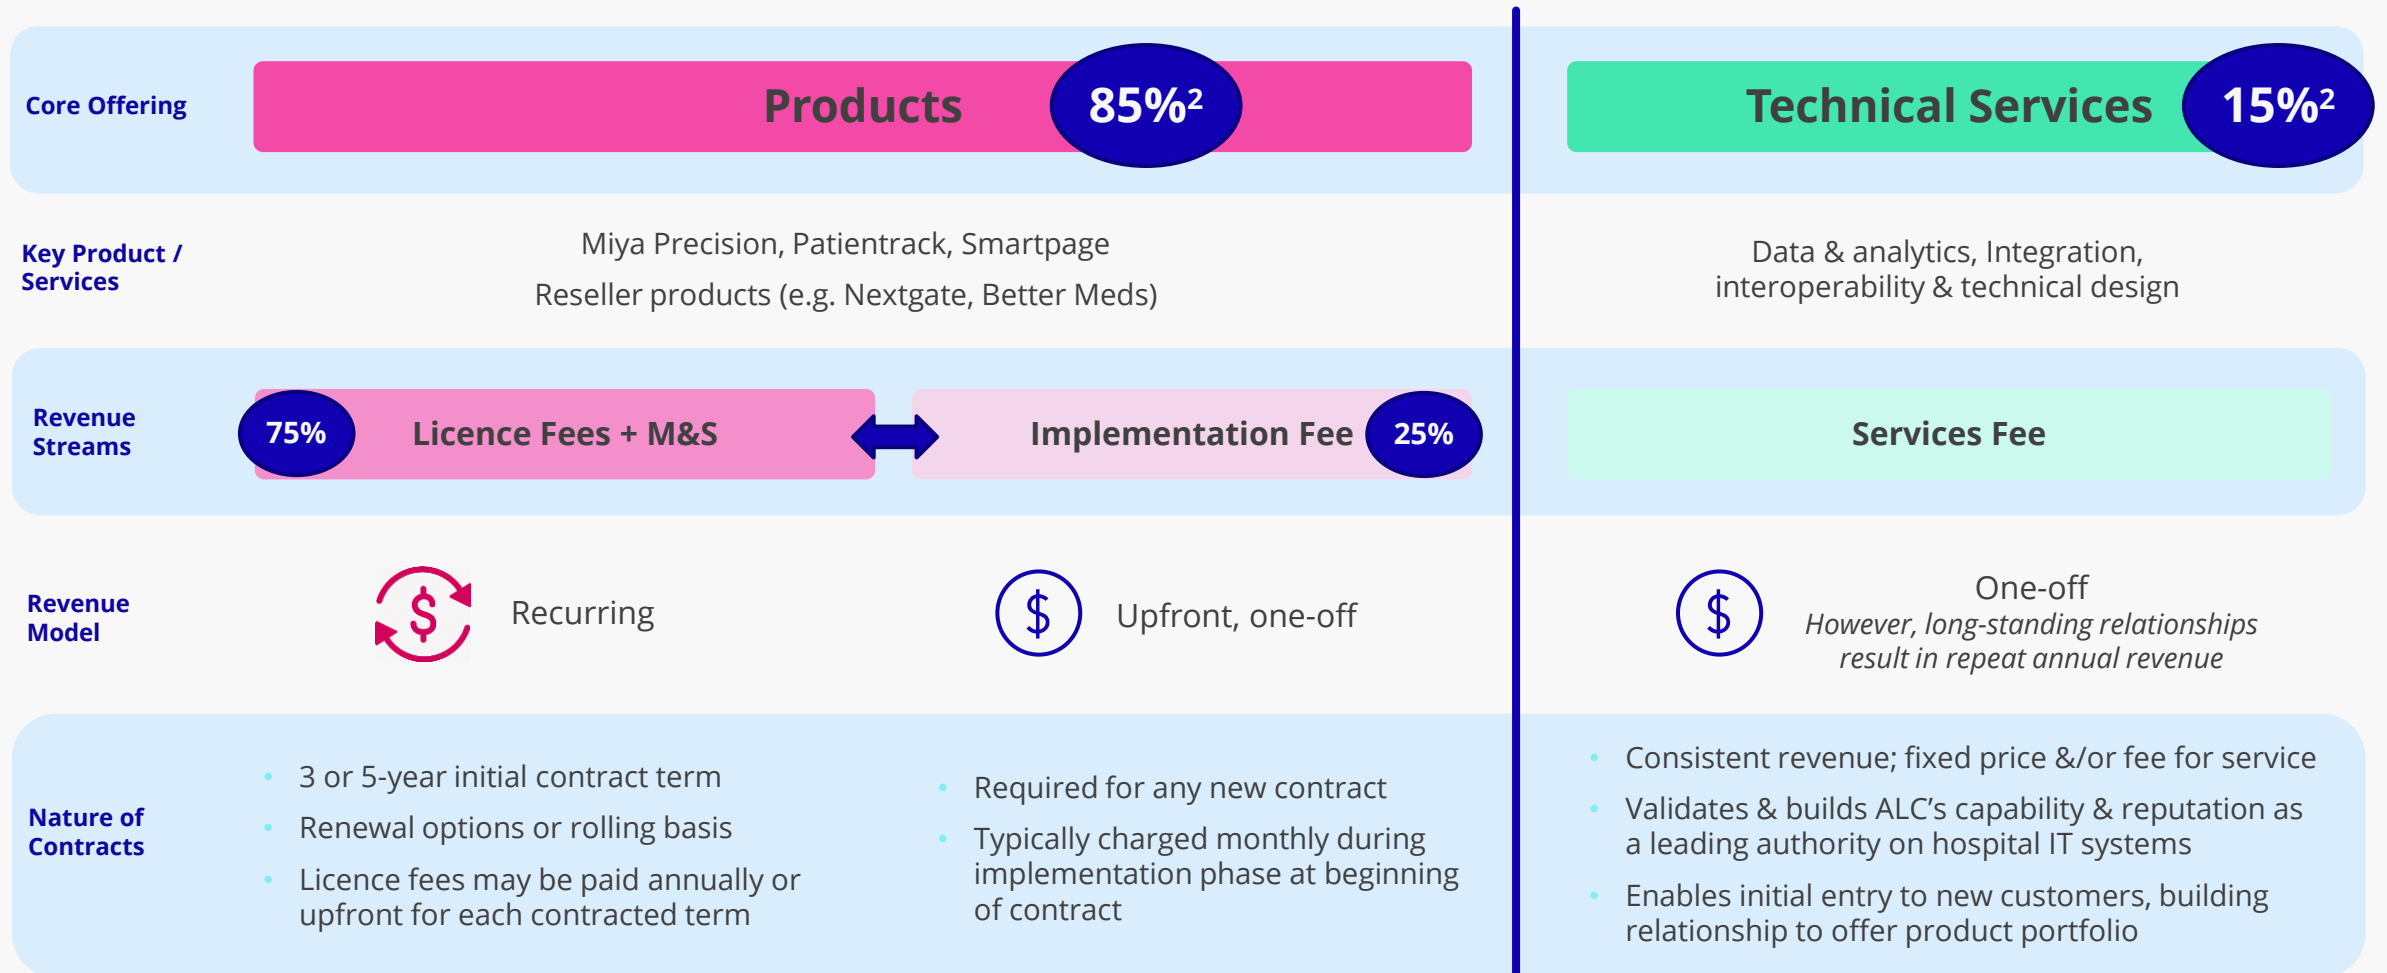 Core Offering
Products
85%²
Technical Services
15%²
Key Product /
Services
Miya Precision, Patientrack, Smartpage
Reseller products (e.g. Nextgate, Better Meds)
Data & analytics, Integration,
interoperability & technical design
Revenue
Streams
75%
Licence Fees + M&S
Implementation Fee
25%
Services Fee
Revenue
Model
$
Recurring
$
Upfront, one-off
$
One-off
However, long-standing relationships
result in repeat annual revenue
Nature of
Contracts
• 3 or 5-year initial contract term
• Renewal options or rolling basis
• Licence fees may be paid annually or
upfront for each contracted term
• Required for any new contract
• Typically charged monthly during
implementation phase at beginning
of contract
• Consistent revenue; fixed price &/or fee for service
• Validates & builds ALC’s capability & reputation as
a leading authority on hospital IT systems
• Enables initial entry to new customers, building
relationship to offer product portfolio